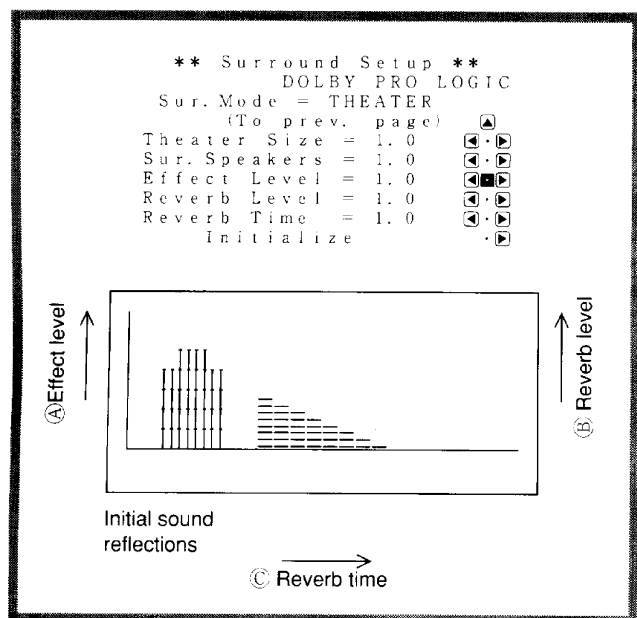 ** Surround Setup **
DOLBY PRO LOGIC
Sur.Mode = THEATER
(To prev. page)
Theater Size = 1.0
Sur.Speakers = 1.0
Effect Level = 1.0
Reverb Level = 1.0
Reverb Time = 1.0
Initialize
Ⓐ Effect level
Ⓑ Reverb level
Initial sound
reflections
Ⓒ Reverb time